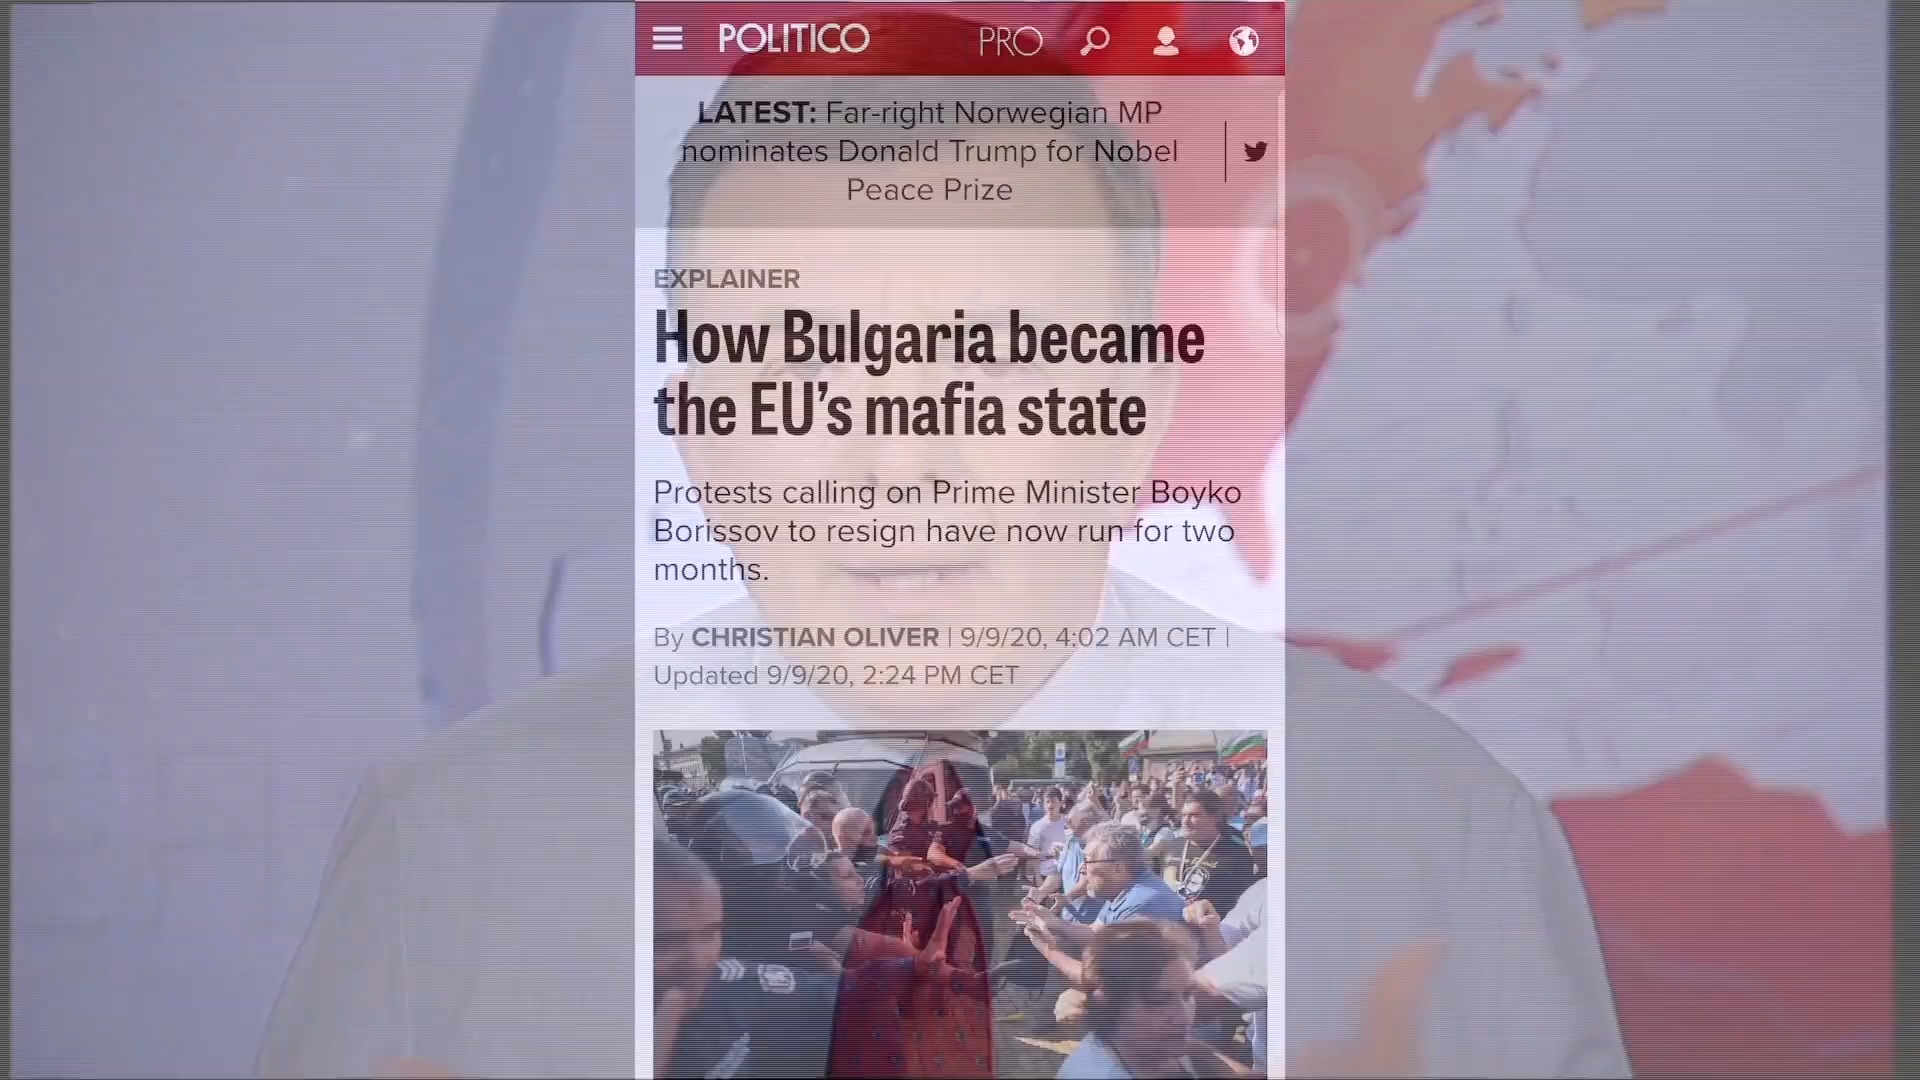 POLITICO PRO
LATEST: Far-right Norwegian MP
nominates Donald Trump for Nobel
Peace Prize
EXPLAINER
How Bulgaria became
the EU’s mafia state
Protests calling on Prime Minister Boyko
Borissov to resign have now run for two
months.
By CHRISTIAN OLIVER | 9/9/20, 4:02 AM CET |
Updated 9/9/20, 2:24 PM CET